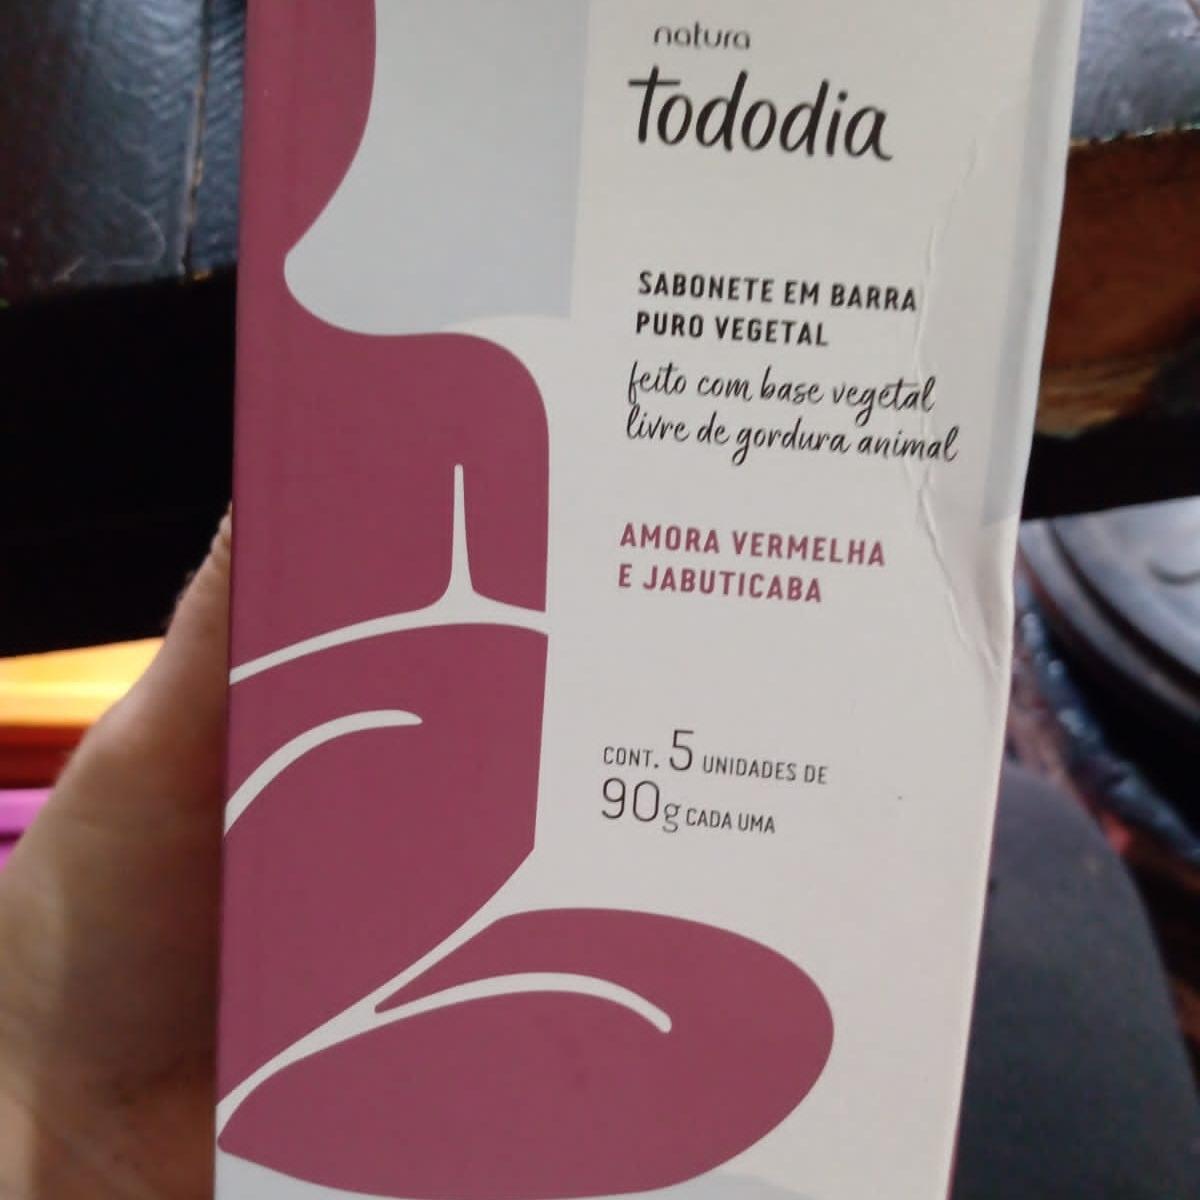 natura
Tododia
SABONETE EM BARRA
PURO VEGETAL
feito com base vegetal
livre de gordura animal
AMORA VERMELHA
E JABUTICABA
CONT. 5 UNIDADES DE
90g CADA UMA